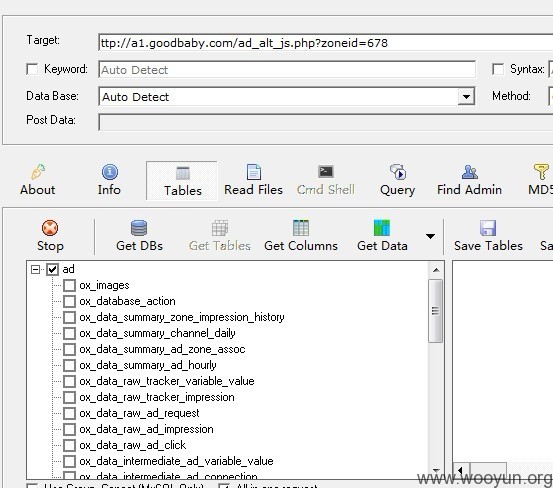 Target: ttp://a1.goodbaby.com/ad_alt_js.php?zoneid=678
Keyword: Auto Detect Syntax:
Data Base: Auto Detect Method:
Post Data:
About Info Tables Read Files Cmd Shell Query Find Admin MD5
Stop Get DBs Get Tables Get Columns Get Data Save Tables Sa
ad
ox_images
ox_database_action
ox_data_summary_zone_impression_history
ox_data_summary_channel_daily
ox_data_summary_ad_zone_assoc
ox_data_summary_ad_hourly
ox_data_raw_tracker_variable_value
ox_data_raw_tracker_impression
ox_data_raw_ad_request
ox_data_raw_ad_impression
ox_data_raw_ad_click
ox_data_intermediate_ad_variable_value
ox_data_intermediate_ad_connection
www.wooyun.org